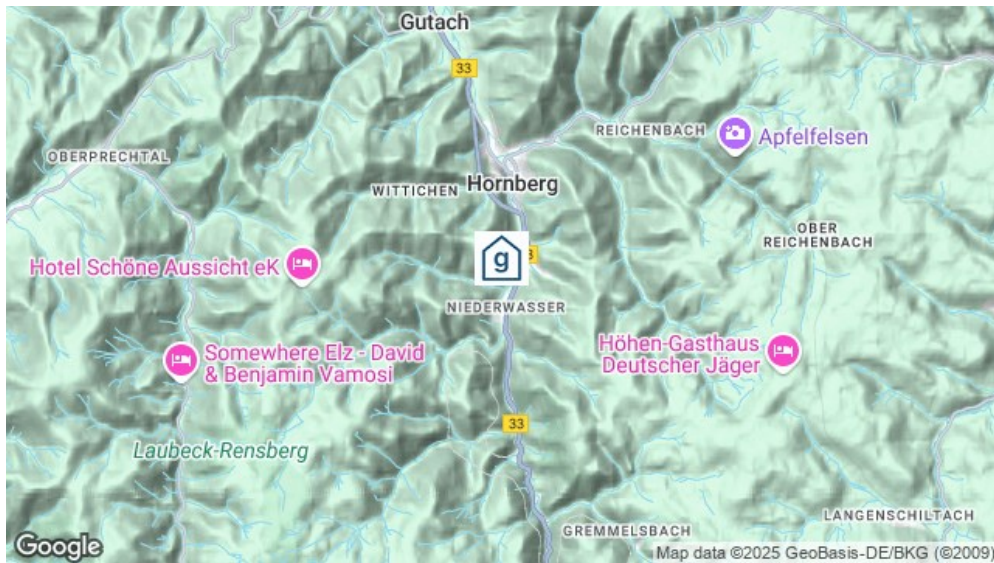 Gutach
33
REICHENBACH
Apfelfelsen
OBERPRECHTAL
WITTICHEN
Hornberg
OBER
REICHENBACH
g
Hotel Schöne Aussicht eK
NIEDERWASSER
Höhen-Gasthaus
Deutscher Jäger
Somewhere Elz - David
& Benjamin Vamosi
33
Laubeck-Rensberg
LANGENSCHILTACH
GREMMELSBACH
Google
Map data ©2025 GeoBasis-DE/BKG (©2009)